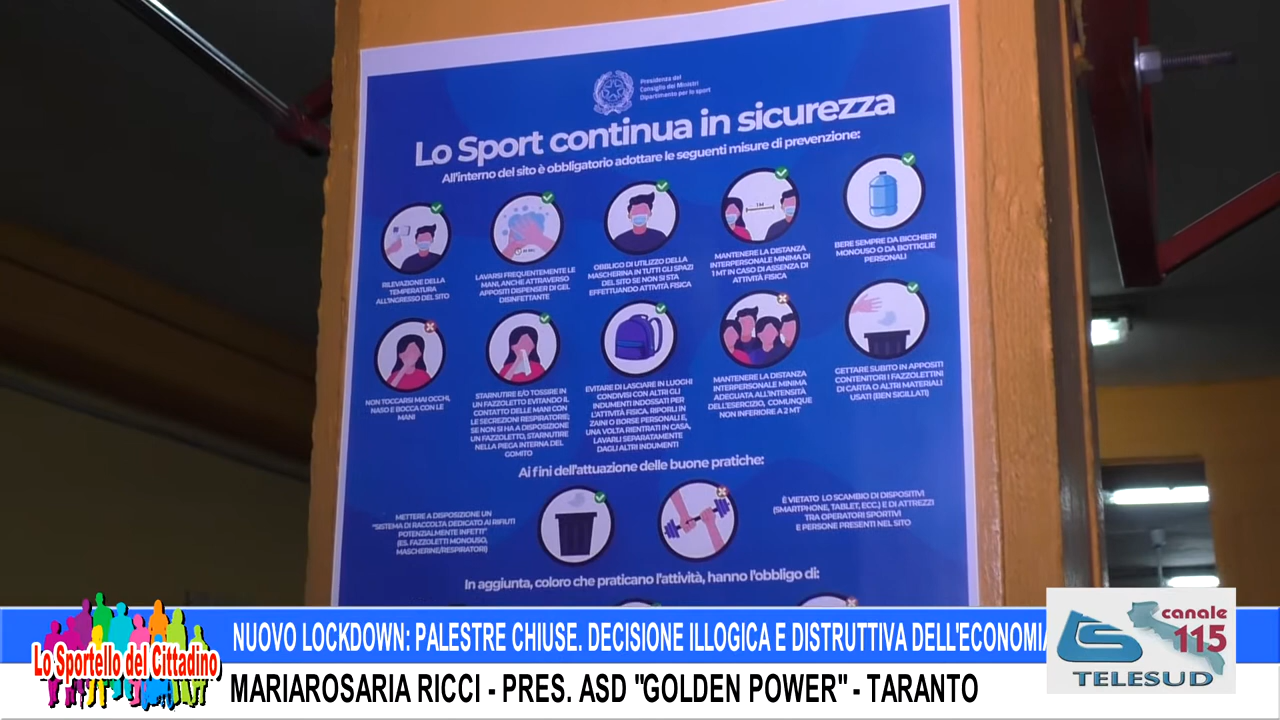 Presidenza del
Consiglio dei Ministri
Dipartimento per lo sport
Lo Sport continua in sicurezza
All'interno del sito è obbligatorio adottare le seguenti misure di prevenzione:
RILEVAZIONE DELLA
TEMPERATURA
ALL'INGRESSO DEL SITO
LAVARSI FREQUENTEMENTE LE
MANI, ANCHE ATTRAVERSO
APPOSITI DISPENSER DI GEL
DISINFETTANTE
OBBLIGO DI UTILIZZO DELLA
MASCHERINA IN TUTTI GLI SPAZI
DEL SITO SE NON SI STA
EFFETTUANDO ATTIVITÀ FISICA
1 M
MANTENERE LA DISTANZA
INTERPERSONALE MINIMA DI
1 MT IN CASO DI ASSENZA DI
ATTIVITÀ FISICA
BERE SEMPRE DA BICCHIERI
MONOUSO O DA BOTTIGLIE
PERSONALI
NON TOCCARSI MAI OCCHI,
NASO E BOCCA CON LE
MANI
STARNUTIRE E/O TOSSIRE IN
UN FAZZOLETTO EVITANDO IL
CONTATTO DELLE MANI CON
LE SECREZIONI RESPIRATORIE;
SE NON SI HA A DISPOSIZIONE
UN FAZZOLETTO, STARNUTIRE
NELLA PIEGA INTERNA DEL
GOMITO
EVITARE DI LASCIARE IN LUOGHI
CONDIVISI CON ALTRI GLI
INDUMENTI INDOSSATI PER
L'ATTIVITÀ FISICA, RIPORLI IN
ZAINI O BORSE PERSONALI E,
UNA VOLTA RIENTRATI IN CASA,
LAVARLI SEPARATAMENTE
DAGLI ALTRI INDUMENTI
MANTENERE LA DISTANZA
INTERPERSONALE MINIMA
ADEGUATA ALL'INTENSITÀ
DELL'ESERCIZIO, COMUNQUE
NON INFERIORE A 2 MT
GETTARE SUBITO IN APPOSITI
CONTENITORI I FAZZOLETTINI
DI CARTA O ALTRI MATERIALI
USATI (BEN SIGILLATI)
Ai fini dell'attuazione delle buone pratiche:
METTERE A DISPOSIZIONE UN
"SISTEMA DI RACCOLTA DEDICATO AI RIFIUTI
POTENZIALMENTE INFETTI"
(ES. FAZZOLETTI MONOUSO,
MASCHERINE/RESPIRATORI)
È VIETATO LO SCAMBIO DI DISPOSITIVI
(SMARTPHONE, TABLET, ECC.) E DI ATTREZZI
TRA OPERATORI SPORTIVI
E PERSONE PRESENTI NEL SITO
In aggiunta, coloro che praticano l'attività, hanno l'obbligo di:
Lo Sportello del Cittadino
NUOVO LOCKDOWN: PALESTRE CHIUSE. DECISIONE ILLOGICA E DISTRUTTIVA DELL'ECONOMIA
MARIAROSARIA RICCI - PRES. ASD "GOLDEN POWER" - TARANTO
canale
115
TS
TELESUD